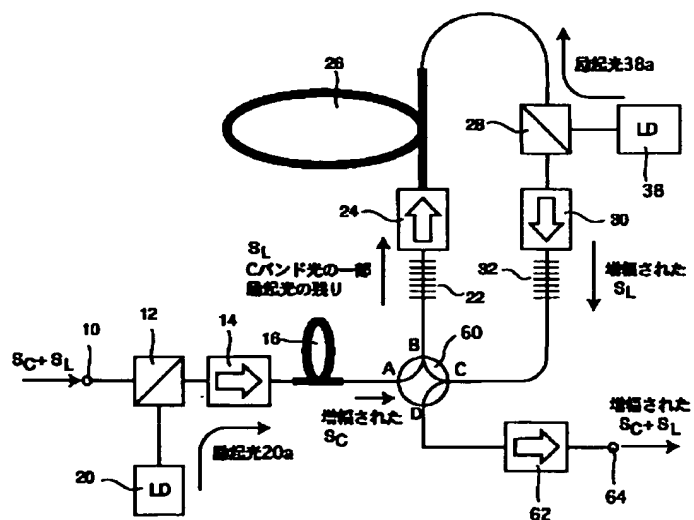 26
励起光38a
28
LD
38
24
30
SL
Cバンド光の一部
励起光の残り
22
32
増幅された
SL
10
12
14
16
SC+SL
B
60
A
C
D
増幅された
SC
励起光20a
20
LD
増幅された
SC+SL
62
64